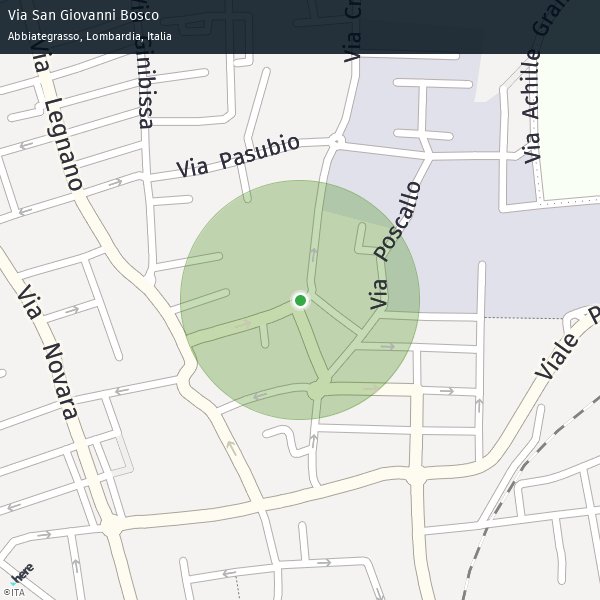 Via San Giovanni Bosco
Abbiategrasso, Lombardia, Italia
Via Cr
Via Ginibissa
Via Legnano
Via Achille Gran
Via Pasubio
Via Poscallo
Via Novara
Viale P
here
©ITA